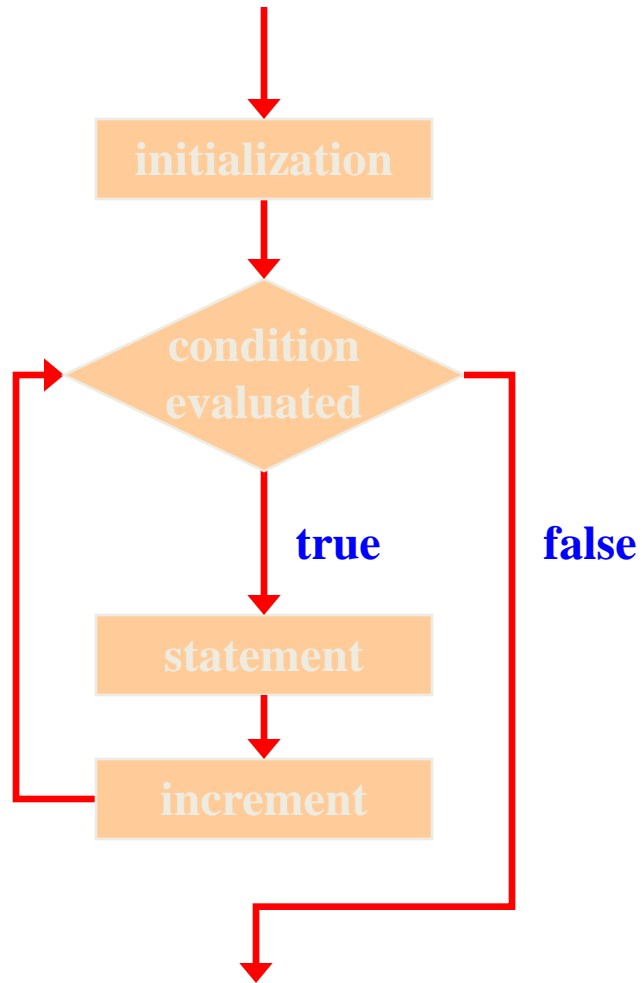 initialization
condition
evaluated
true
false
statement
increment